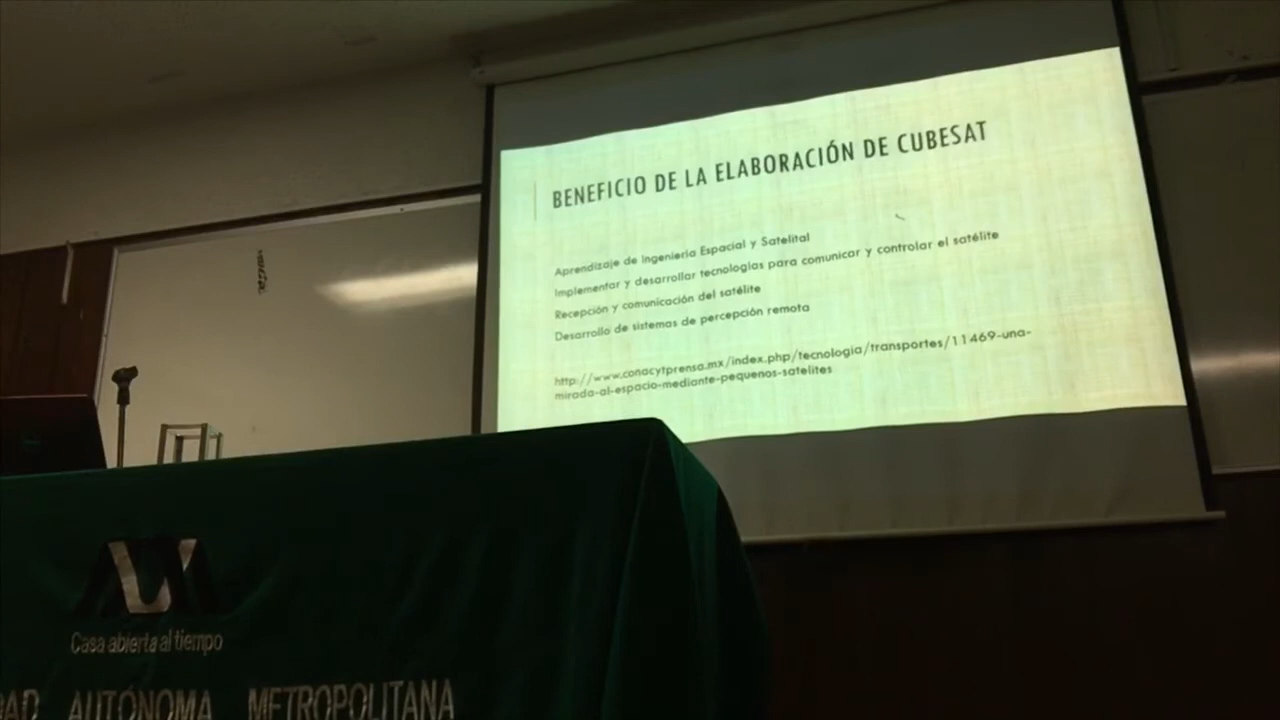 BENEFICIO DE LA ELABORACIÓN DE CUBESAT
Aprendizaje de Ingeniería Espacial y Satelital
Implementar y desarrollar tecnologías para comunicar y controlar el satélite
Recepción y comunicación del satélite
Desarrollo de sistemas de percepción remota
http://www.conacytprensa.mx/index.php/tecnologia/transportes/11469-una-
mirada-al-espacio-mediante-pequenos-satelites
Casa abierta al tiempo
DAD AUTÓNOMA METROPOLITANA